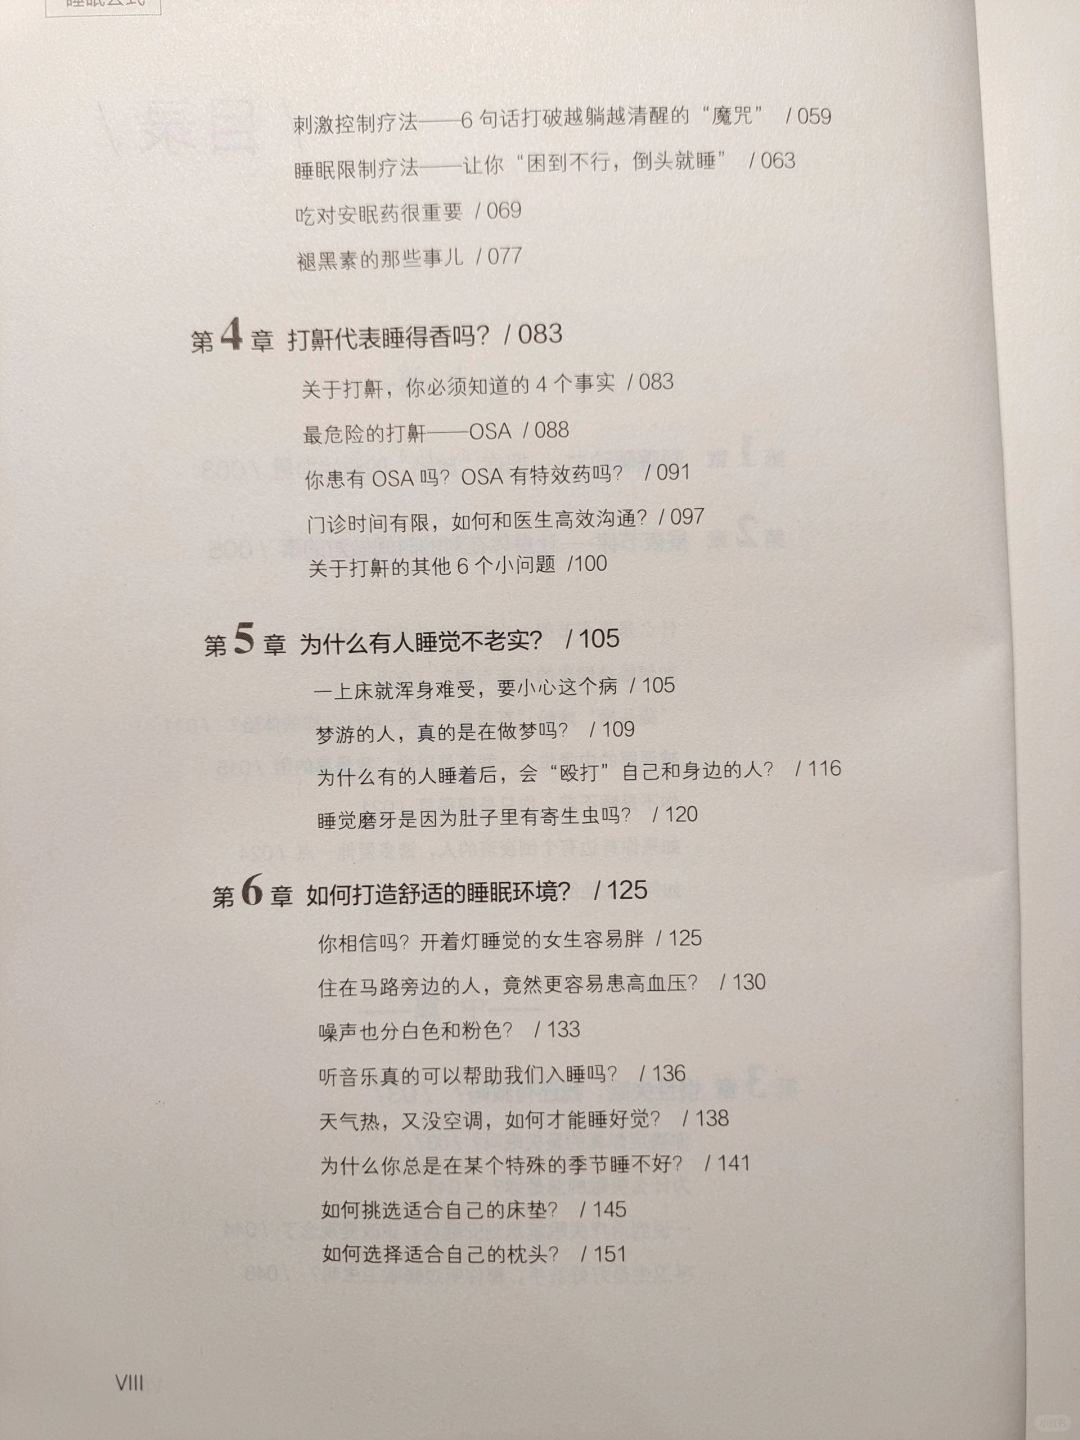 睡眠公式
刺激控制疗法——6 句话打破越躺越清醒的“魔咒” / 059
睡眠限制疗法——让你“困到不行，倒头就睡” / 063
吃对安眠药很重要 / 069
褪黑素的那些事儿 / 077
第4章 打鼾代表睡得香吗？ / 083
关于打鼾，你必须知道的 4 个事实 / 083
最危险的打鼾——OSA / 088
你患有 OSA 吗？OSA 有特效药吗？ / 091
门诊时间有限，如何和医生高效沟通？ / 097
关于打鼾的其他 6 个小问题 /100
第5章 为什么有人睡觉不老实？ / 105
一上床就浑身难受，要小心这个病 / 105
梦游的人，真的是在做梦吗？ / 109
为什么有的人睡着后，会“殴打”自己和身边的人？ / 116
睡觉磨牙是因为肚子里有寄生虫吗？ / 120
第6章 如何打造舒适的睡眠环境？ / 125
你相信吗？开着灯睡觉的女生容易胖 / 125
住在马路旁边的人，竟然更容易患高血压？ / 130
噪声也分白色和粉色？ / 133
听音乐真的可以帮助我们入睡吗？ / 136
天气热，又没空调，如何才能睡好觉？ / 138
为什么你总是在某个特殊的季节睡不好？ / 141
如何挑选适合自己的床垫？ / 145
如何选择适合自己的枕头？ / 151
VIII